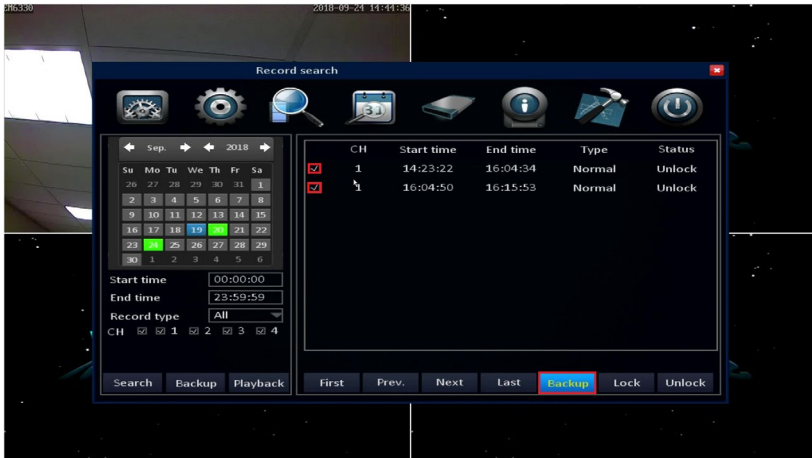 EM6330
2018-09-24 14:44:36
Record search
31
Sep. 2018
Su Mo Tu We Th Fr Sa
26 27 28 29 30 31 1
2 3 4 5 6 7 8
9 10 11 12 13 14 15
16 17 18 19 20 21 22
23 24 25 26 27 28 29
30 1 2 3 4 5 6
Start time 00:00:00
End time 23:59:59
Record type All
CH 1 2 3 4
Search Backup Playback
CH Start time End time Type Status
1 14:23:22 16:04:34 Normal Unlock
1 16:04:50 16:15:53 Normal Unlock
First Prev. Next Last Backup Lock Unlock